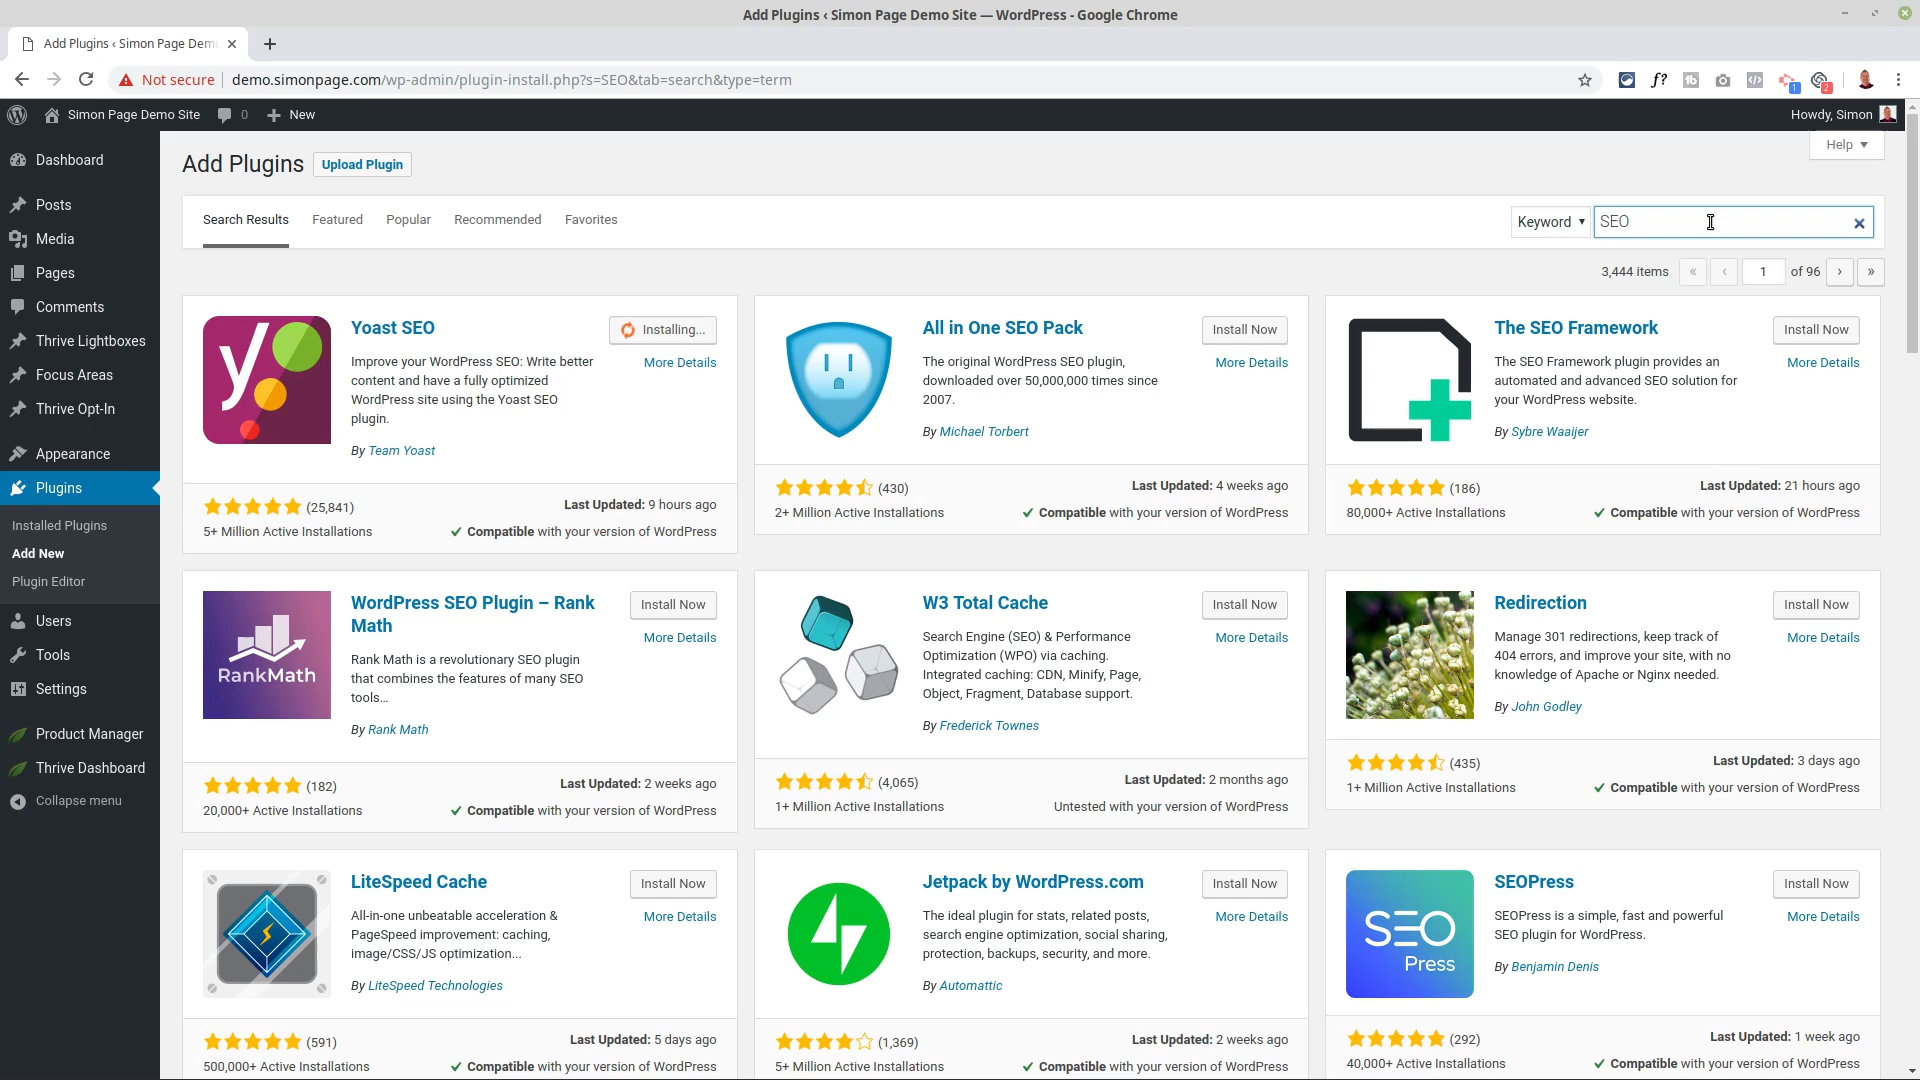 Add Plugins ‹ Simon Page Demo Site — WordPress - Google Chrome
Add Plugins ‹ Simon Page Dem
Not secure demo.simonpage.com/wp-admin/plugin-install.php?s=SEO&tab=search&type=term
f?
1
2
Simon Page Demo Site 0 New
Howdy, Simon
Dashboard
Posts
Media
Pages
Comments
Thrive Lightboxes
Focus Areas
Thrive Opt-In
Appearance
Plugins
Installed Plugins
Add New
Plugin Editor
Users
Tools
Settings
Product Manager
Thrive Dashboard
Collapse menu
Help
Add Plugins Upload Plugin
Search Results Featured Popular Recommended Favorites
Keyword SEO
3,444 items « ‹ 1 of 96 › »
Yoast SEO
Installing...
More Details
Improve your WordPress SEO: Write better
content and have a fully optimized
WordPress site using the Yoast SEO
plugin.
By Team Yoast
(25,841)
5+ Million Active Installations
Last Updated: 9 hours ago
✓ Compatible with your version of WordPress
All in One SEO Pack
Install Now
More Details
The original WordPress SEO plugin,
downloaded over 50,000,000 times since
2007.
By Michael Torbert
(430)
2+ Million Active Installations
Last Updated: 4 weeks ago
✓ Compatible with your version of WordPress
The SEO Framework
Install Now
More Details
The SEO Framework plugin provides an
automated and advanced SEO solution for
your WordPress website.
By Sybre Waaijer
(186)
80,000+ Active Installations
Last Updated: 21 hours ago
✓ Compatible with your version of WordPress
RankMath
WordPress SEO Plugin – Rank
Math
Install Now
More Details
Rank Math is a revolutionary SEO plugin
that combines the features of many SEO
tools…
By Rank Math
(182)
20,000+ Active Installations
Last Updated: 2 weeks ago
✓ Compatible with your version of WordPress
W3 Total Cache
Install Now
More Details
Search Engine (SEO) & Performance
Optimization (WPO) via caching.
Integrated caching: CDN, Minify, Page,
Object, Fragment, Database support.
By Frederick Townes
(4,065)
1+ Million Active Installations
Last Updated: 2 months ago
Untested with your version of WordPress
Redirection
Install Now
More Details
Manage 301 redirections, keep track of
404 errors, and improve your site, with no
knowledge of Apache or Nginx needed.
By John Godley
(435)
1+ Million Active Installations
Last Updated: 3 days ago
✓ Compatible with your version of WordPress
LiteSpeed Cache
Install Now
More Details
All-in-one unbeatable acceleration &
PageSpeed improvement: caching,
image/CSS/JS optimization...
By LiteSpeed Technologies
(591)
500,000+ Active Installations
Last Updated: 5 days ago
✓ Compatible with your version of WordPress
Jetpack by WordPress.com
Install Now
More Details
The ideal plugin for stats, related posts,
search engine optimization, social sharing,
protection, backups, security, and more.
By Automattic
(1,369)
5+ Million Active Installations
Last Updated: 2 weeks ago
✓ Compatible with your version of WordPress
SEO
Press
SEOPress
Install Now
More Details
SEOPress is a simple, fast and powerful
SEO plugin for WordPress.
By Benjamin Denis
(292)
40,000+ Active Installations
Last Updated: 1 week ago
✓ Compatible with your version of WordPress